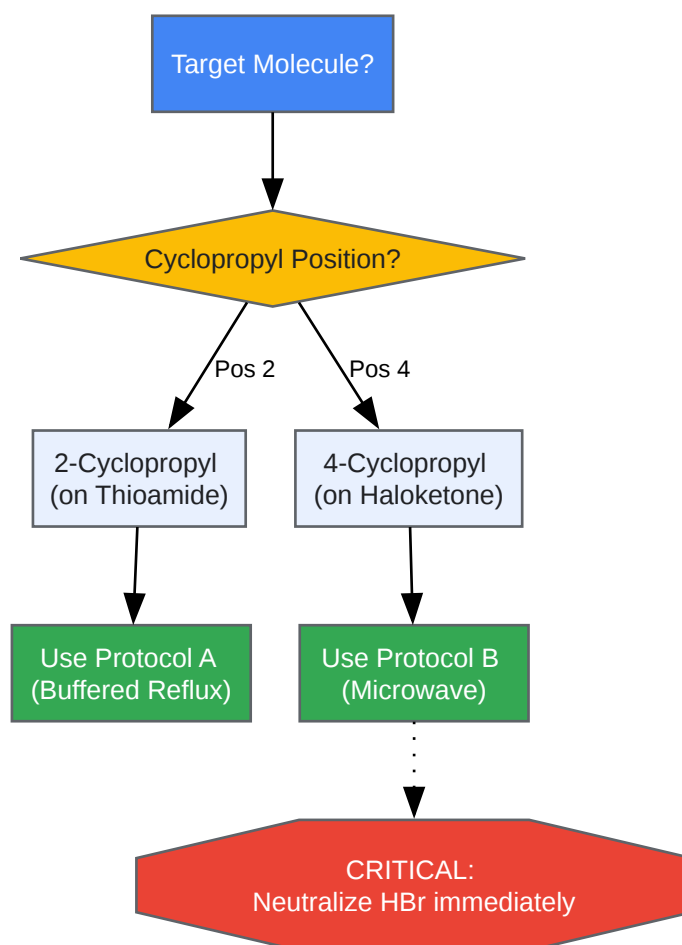 Target Molecule?
Cyclopropyl Position?
Pos 2
Pos 4
2-Cyclopropyl
(on Thioamide)
4-Cyclopropyl
(on Haloketone)
Use Protocol A
(Buffered Reflux)
Use Protocol B
(Microwave)
CRITICAL:
Neutralize HBr immediately